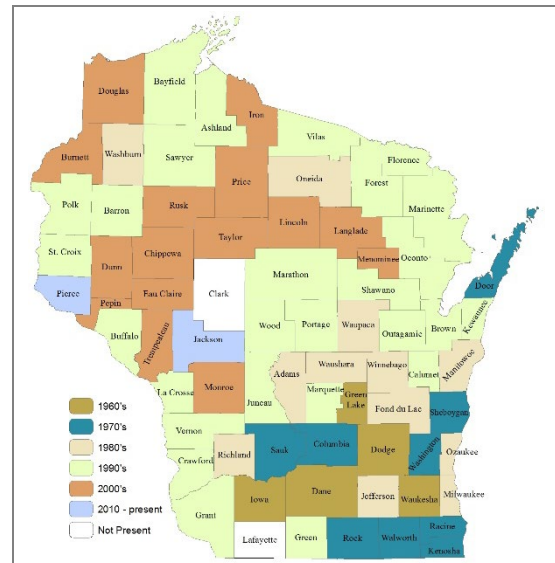 Douglas
Bayfield
Iron
Ashland
Vilas
Burnett
Washburn
Sawyer
Florence
Oneida
Forest
Price
Marinette
Polk
Barron
Rusk
Lincoln
Langlade
Taylor
Oconto
St. Croix
Chippewa
Menominee
Dunn
Marathon
Door
Pierce
Clark
Shawano
Pepin
Eau Claire
Kewaunee
Buffalo
Trempealeau
Jackson
Wood
Portage
Waupaca
Outagamie
Brown
Manitowoc
Adams
Waushara
Winnebago
Calumet
La Crosse
Monroe
Juneau
Marquette
Green
Lake
Fond du Lac
Sheboygan
Vernon
Richland
Sauk
Columbia
Dodge
Washington
Ozaukee
Crawford
Iowa
Dane
Jefferson
Waukesha
Milwaukee
Grant
Lafayette
Green
Rock
Walworth
Racine
Kenosha
1960's
1970's
1980's
1990's
2000's
2010 - present
Not Present